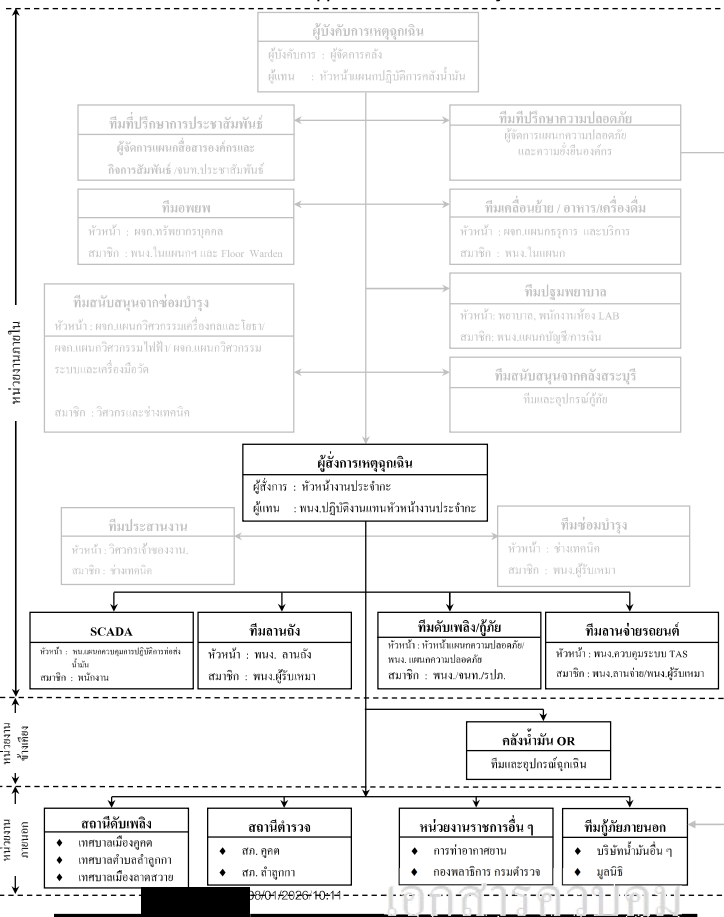 ผู้บังคับการเหตุฉุกเฉิน
ผู้บังคับการ : ผู้จัดการคลัง
ผู้แทน : หัวหน้าแผนกปฏิบัติการคลังน้ำมัน
ทีมที่ปรึกษาการประชาสัมพันธ์
ผู้จัดการแผนกสื่อสารองค์กรและ
กิจการสัมพันธ์ /จนท.ประชาสัมพันธ์
ทีมที่ปรึกษาความปลอดภัย
ผู้จัดการแผนกความปลอดภัย
และความยั่งยืนองค์กร
ทีมอพยพ
หัวหน้า : ผจก.ทรัพยากรบุคคล
สมาชิก : พนง.ในแผนกฯ และ Floor Warden
ทีมเคลื่อนย้าย / อาหาร/เครื่องดื่ม
หัวหน้า : ผจก.แผนกธุรการ และบริการ
สมาชิก : พนง.ในแผนก
ทีมสนับสนุนจากซ่อมบำรุง
หัวหน้า : ผจก.แผนกวิศวกรรมเครื่องกลและโยธา/
ผจก.แผนกวิศวกรรมไฟฟ้า/ ผจก.แผนกวิศวกรรม
ระบบและเครื่องมือวัด
สมาชิก : วิศวกรและช่างเทคนิค
ทีมปฐมพยาบาล
หัวหน้า: พยาบาล, พนักงานห้อง LAB
สมาชิก: พนง.แผนกบัญชี/การเงิน
ทีมสนับสนุนจากคลังสระบุรี
ทีมและอุปกรณ์กู้ภัย
หน่วยงานภายใน
ผู้สั่งการเหตุฉุกเฉิน
ผู้สั่งการ : หัวหน้างานประจำกะ
ผู้แทน : พนง.ปฏิบัติงานแทนหัวหน้างานประจำกะ
ทีมประสานงาน
หัวหน้า : วิศวกรเจ้าของงาน.
สมาชิก : ช่างเทคนิค
ทีมซ่อมบำรุง
หัวหน้า : ช่างเทคนิค
สมาชิก : พนง.ผู้รับเหมา
SCADA
หัวหน้า : พนแผนกควบคุมการปฏิบัติการท่อส่ง
น้ำมัน
สมาชิก : พนักงาน
ทีมลานถัง
หัวหน้า : พนง. ลานถัง
สมาชิก : พนง.ผู้รับเหมา
ทีมดับเพลิง/กู้ภัย
หัวหน้า : หัวหน้าแผนกความปลอดภัย/
พนง. แผนกความปลอดภัย
สมาชิก : พนง./จนท./รปภ.
ทีมลานจ่ายรถยนต์
หัวหน้า : พนง.ควบคุมระบบ TAS
สมาชิก : พนง.ลานจ่าย/พนง.ผู้รับเหมา
หน่วยงาน
ข้างเคียง
คลังน้ำมัน OR
ทีมและอุปกรณ์ฉุกเฉิน
หน่วยงาน
ภายนอก
สถานีดับเพลิง
♦ เทศบาลเมืองคูคต
♦ เทศบาลตำบลลำลูกกา
♦ เทศบาลเมืองลาดสวาย
สถานีตำรวจ
♦ สภ. คูคต
♦ สภ. ลำลูกกา
หน่วยงานราชการอื่น ๆ
♦ การท่าอากาศยาน
♦ กองพลาธิการ กรมตำรวจ
ทีมกู้ภัยภายนอก
♦ บริษัทน้ำมันอื่น ๆ
♦ มูลนิธิ
/01/2026/10:11
เอกสารควบคุม